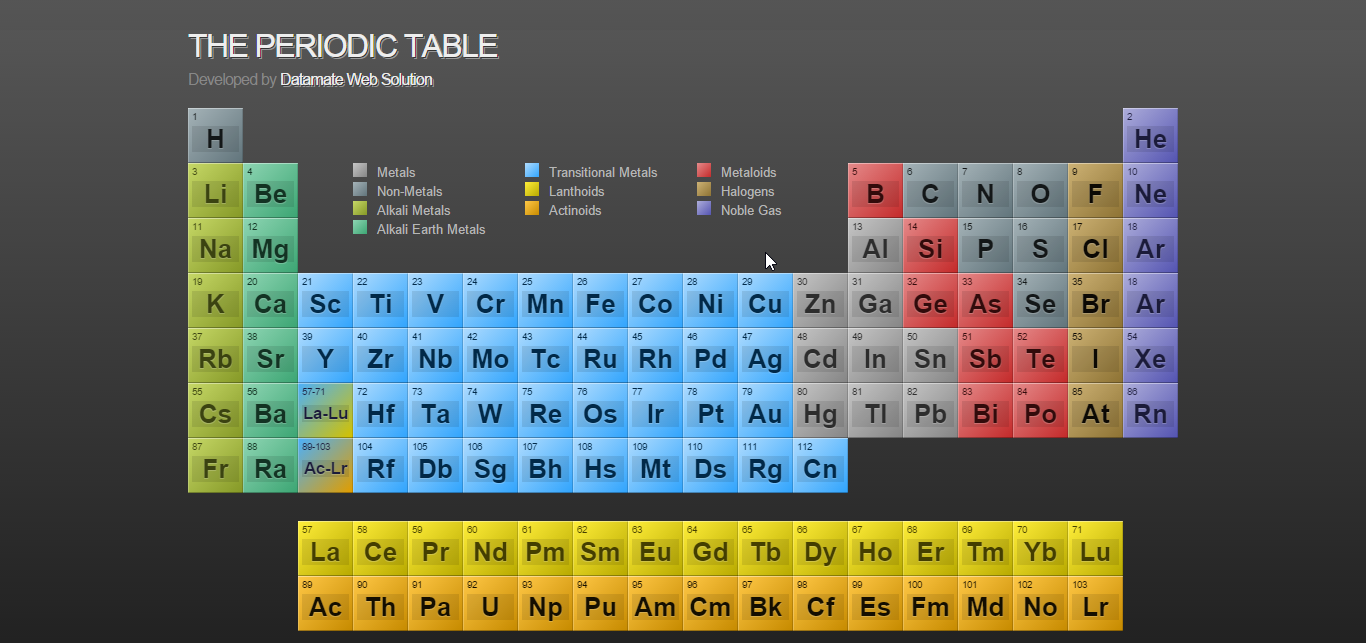 THE PERIODIC TABLE
Developed by Datamate Web Solution
1 2
H He
3 4 5 6 7 8 9 10
Li Be B C N O F Ne
Metals Transitional Metals Metaloids
Non-Metals Lanthoids Halogens
Alkali Metals Actinoids Noble Gas
Alkali Earth Metals
11 12 13 14 15 16 17 18
Na Mg Al Si P S Cl Ar
19 20 21 22 23 24 25 26 27 28 29 30 31 32 33 34 35 18
K Ca Sc Ti V Cr Mn Fe Co Ni Cu Zn Ga Ge As Se Br Ar
37 38 39 40 41 42 43 44 45 46 47 48 49 50 51 52 53 54
Rb Sr Y Zr Nb Mo Tc Ru Rh Pd Ag Cd In Sn Sb Te I Xe
55 56 57-71 72 73 74 75 76 77 78 79 80 81 82 83 84 85 86
Cs Ba La-Lu Hf Ta W Re Os Ir Pt Au Hg Tl Pb Bi Po At Rn
87 88 89-103 104 105 106 107 108 109 110 111 112
Fr Ra Ac-Lr Rf Db Sg Bh Hs Mt Ds Rg Cn
57 58 59 60 61 62 63 64 65 66 67 68 69 70 71
La Ce Pr Nd Pm Sm Eu Gd Tb Dy Ho Er Tm Yb Lu
89 90 91 92 93 94 95 96 97 98 99 100 101 102 103
Ac Th Pa U Np Pu Am Cm Bk Cf Es Fm Md No Lr